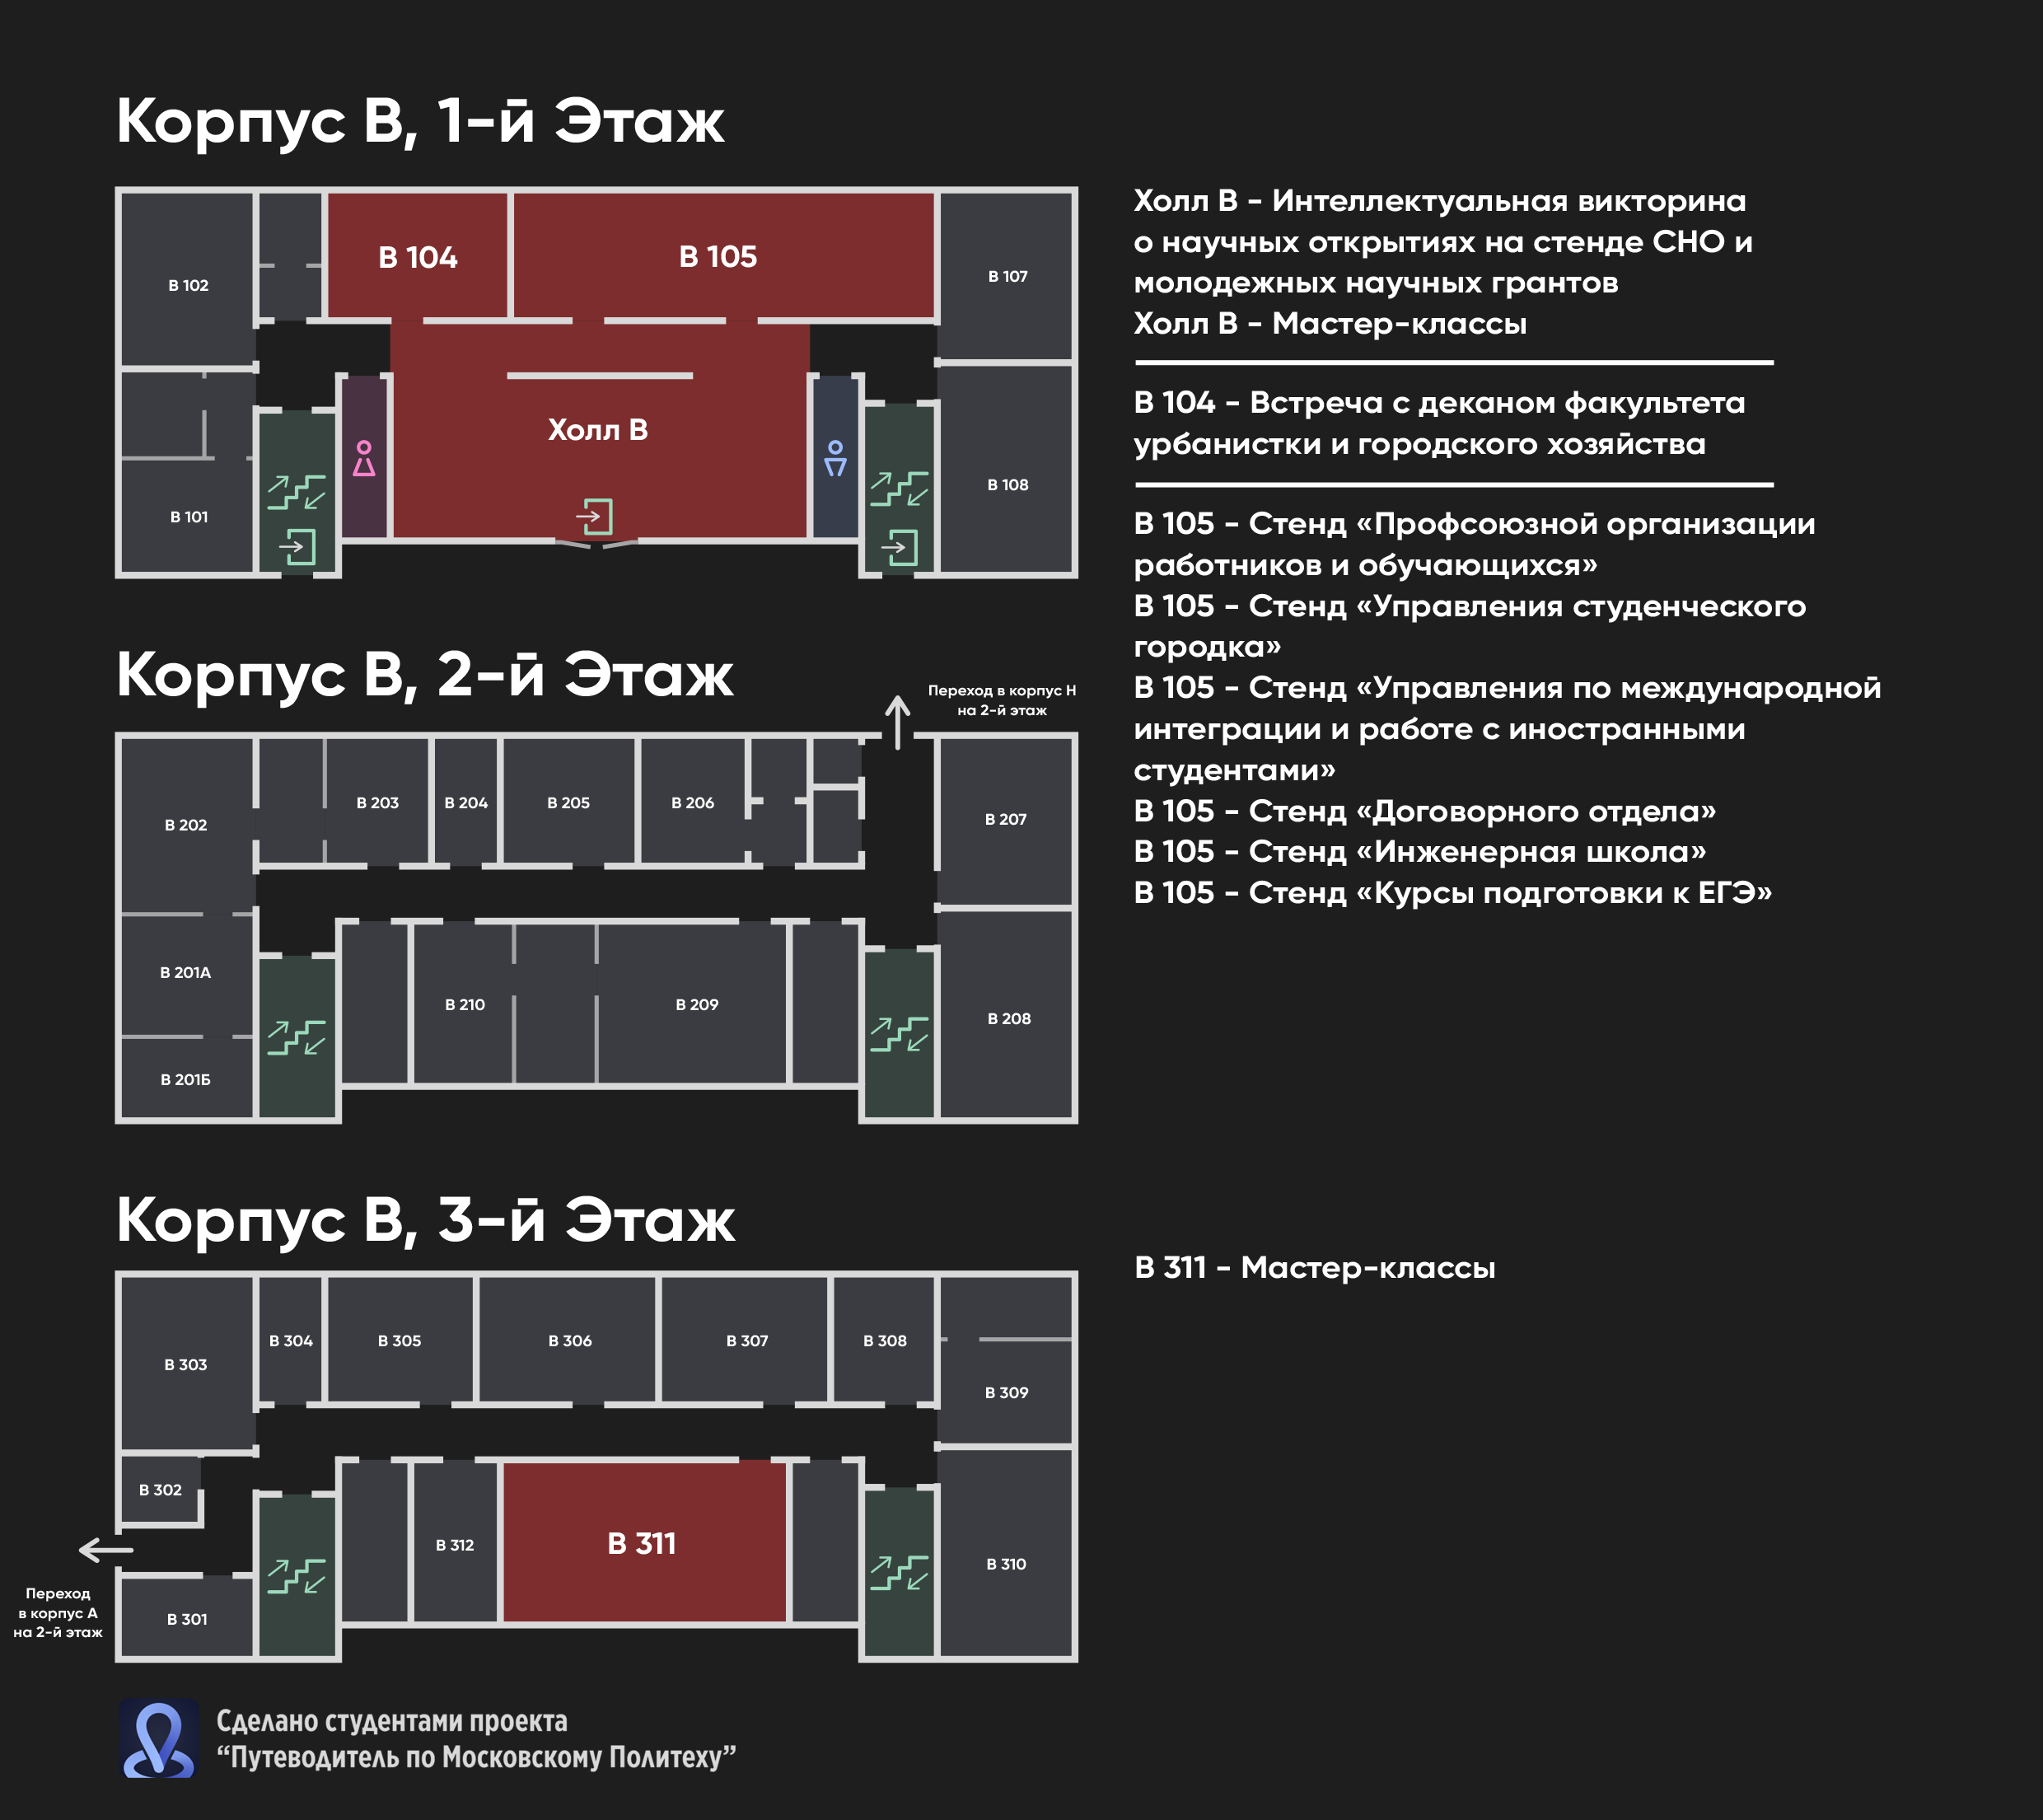 Корпус В, 1-й Этаж
В 102
В 104
В 105
В 107
Холл В
В 101
В 108
Холл В - Интеллектуальная викторина
о научных открытиях на стенде СНО и
молодежных научных грантов
Холл В - Мастер-классы
В 104 - Встреча с деканом факультета
урбанистки и городского хозяйства
В 105 - Стенд «Профсоюзной организации
работников и обучающихся»
В 105 - Стенд «Управления студенческого
городка»
В 105 - Стенд «Управления по международной
интеграции и работе с иностранными
студентами»
В 105 - Стенд «Договорного отдела»
В 105 - Стенд «Инженерная школа»
В 105 - Стенд «Курсы подготовки к ЕГЭ»
Корпус В, 2-й Этаж
Переход в корпус Н
на 2-й этаж
В 202
В 203
В 204
В 205
В 206
В 207
В 201А
В 210
В 209
В 208
В 201Б
Корпус В, 3-й Этаж
В 311 - Мастер-классы
В 303
В 304
В 305
В 306
В 307
В 308
В 309
В 302
В 312
В 311
В 310
Переход
в корпус А
на 2-й этаж
В 301
Сделано студентами проекта
“Путеводитель по Московскому Политеху”